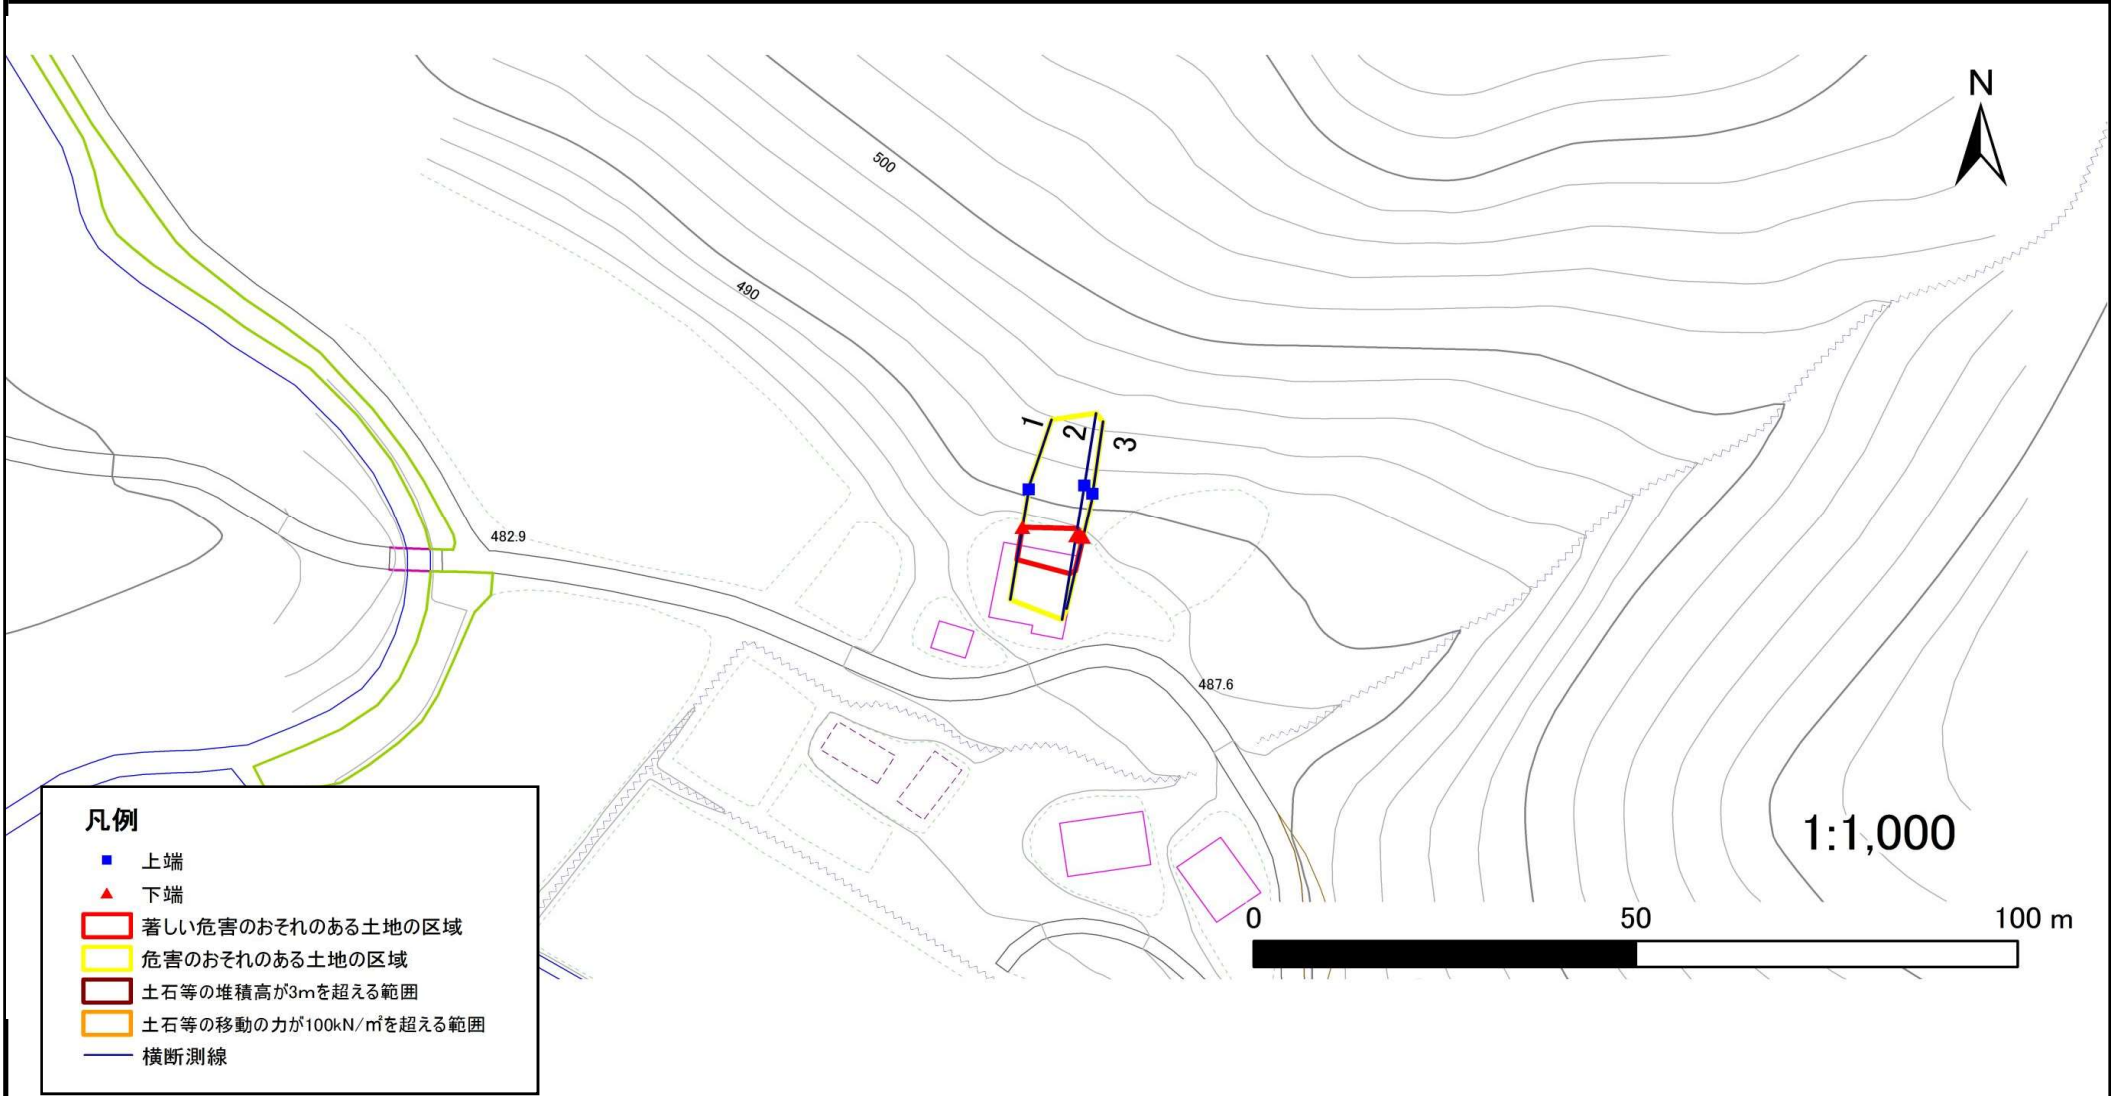 N
500
490
1
2
3
482.9
487.6
1:1,000
0 50 100 m
凡例
上端
下端
著しい危害のおそれのある土地の区域
危害のおそれのある土地の区域
土石等の堆積高が3mを超える範囲
土石等の移動の力が100kN/㎡を超える範囲
横断測線